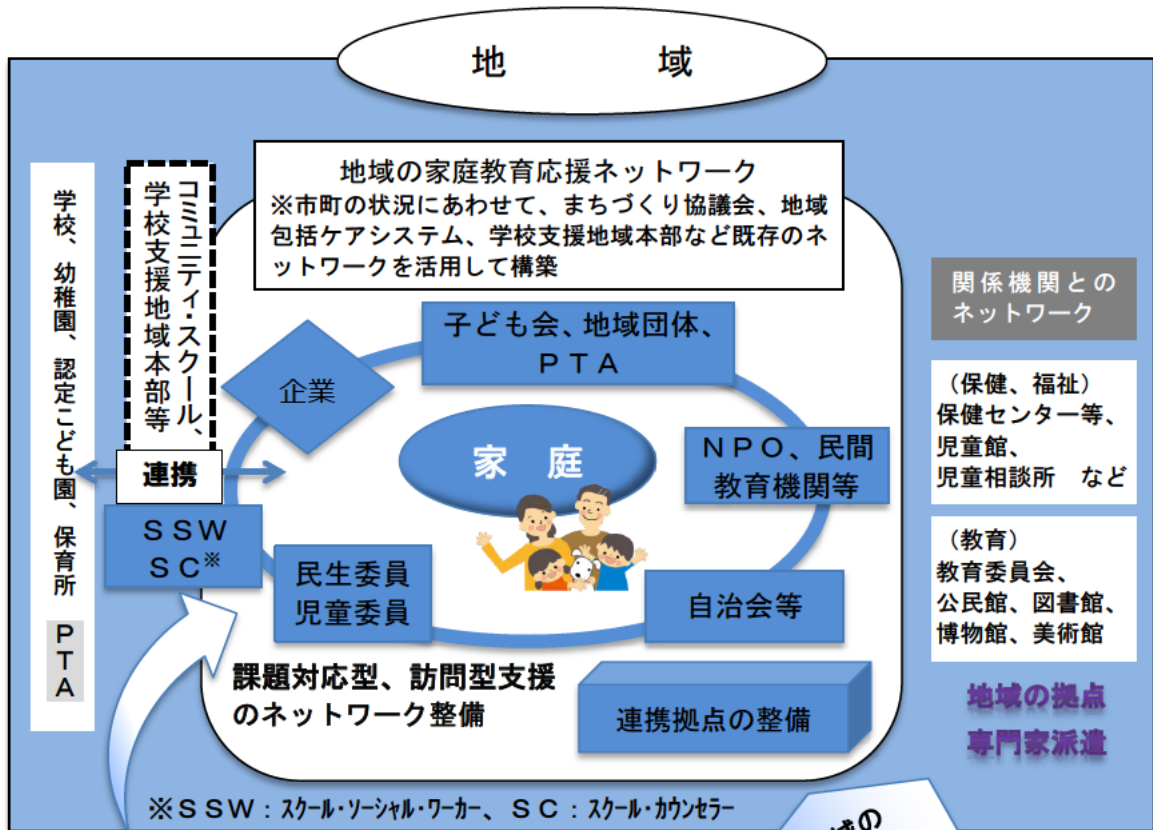 地　域
地域の家庭教育応援ネットワーク
※市町の状況にあわせて、まちづくり協議会、地域
包括ケアシステム、学校支援地域本部など既存のネ
ットワークを活用して構築
学校、幼稚園、認定こども園、保育所
PTA
コミュニティ・スクール、
学校支援地域本部等
連携
ＳＳＷ
ＳＣ※
企業
子ども会、地域団体、
ＰＴＡ
家　庭
ＮＰＯ、民間
教育機関等
民生委員
児童委員
自治会等
課題対応型、訪問型支援
のネットワーク整備
連携拠点の整備
関係機関との
ネットワーク
（保健、福祉）
保健センター等、
児童館、
児童相談所　など
（教育）
教育委員会、
公民館、図書館、
博物館、美術館
地域の拠点
専門家派遣
※ＳＳＷ：スクール・ソーシャル・ワーカー、ＳＣ：スクール・カウンセラー